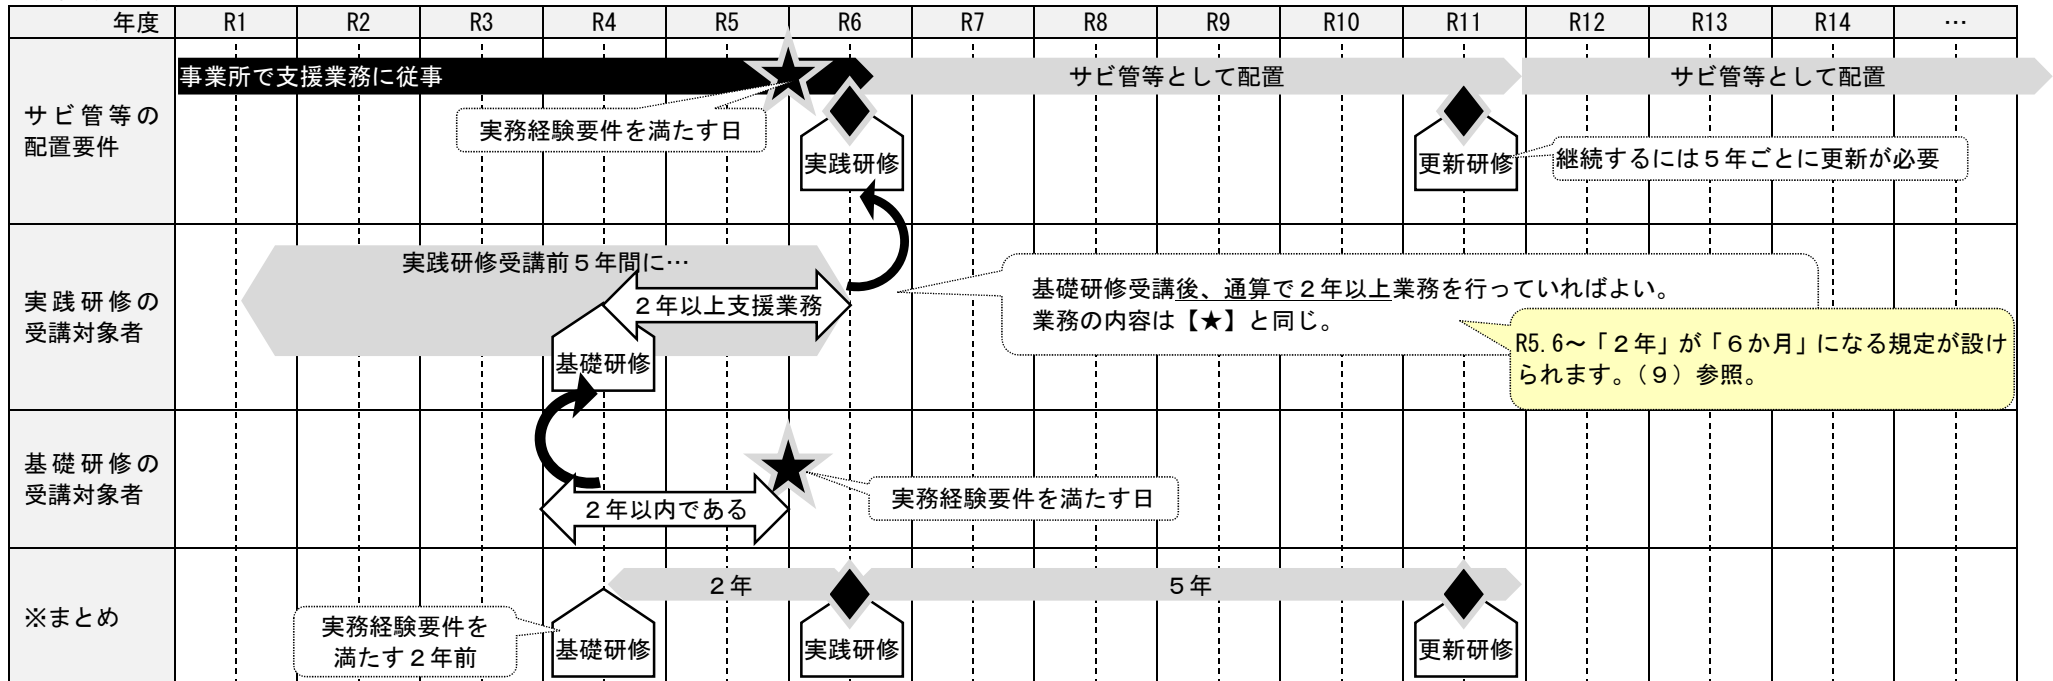 年度 R1 R2 R3 R4 R5 R6 R7 R8 R9 R10 R11 R12 R13 R14 …
サビ管等の
配置要件
事業所で支援業務に従事
サビ管等として配置
サビ管等として配置
実務経験要件を満たす日
実践研修
更新研修
継続するには５年ごとに更新が必要
実践研修の
受講対象者
実践研修受講前５年間に…
２年以上支援業務
基礎研修
基礎研修受講後、通算で２年以上業務を行っていればよい。
業務の内容は【★】と同じ。
R5.6～「２年」が「６か月」になる規定が設け
られます。（９）参照。
基礎研修の
受講対象者
２年以内である
実務経験要件を満たす日
※まとめ
実務経験要件を
満たす２年前
基礎研修
２年
実践研修
５年
更新研修